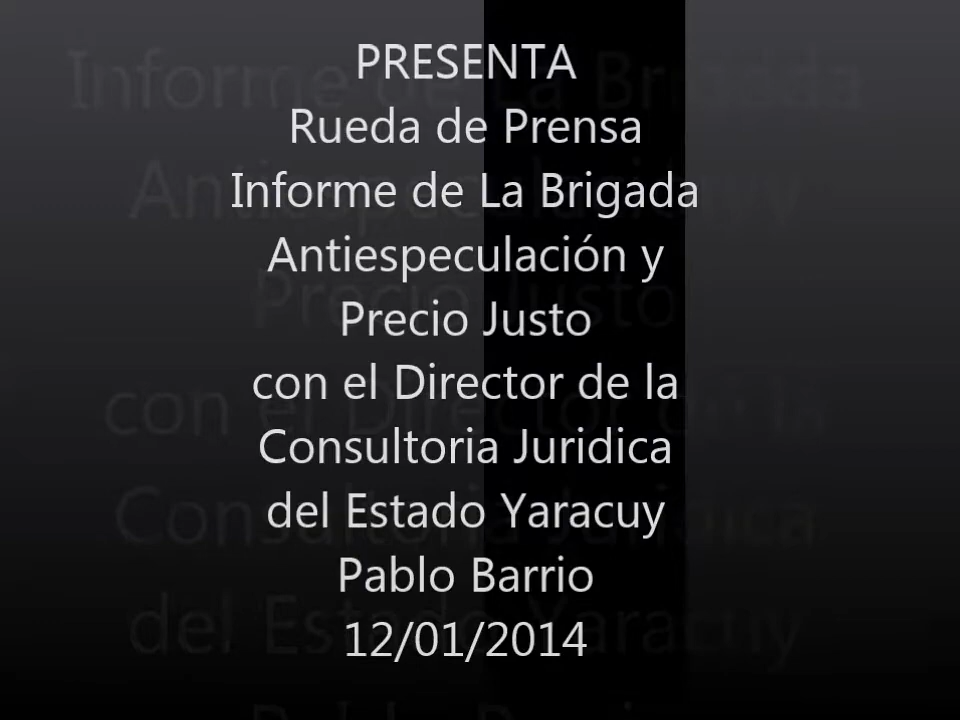 PRESENTA
Rueda de Prensa
Informe de La Brigada
Antiespeculación y
Precio Justo
con el Director de la
Consultoria Juridica
del Estado Yaracuy
Pablo Barrio
12/01/2014